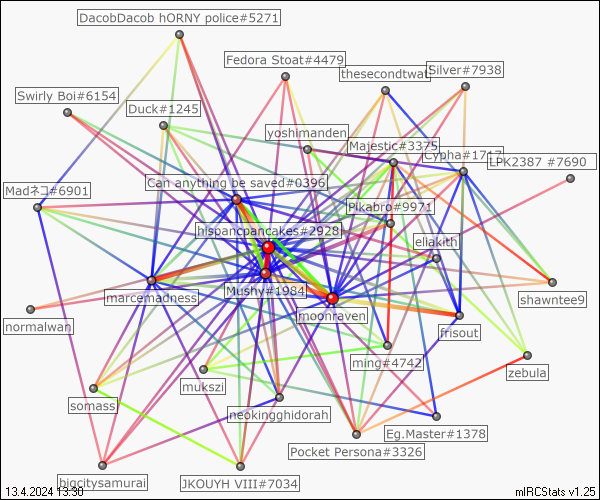 DacobDacob hORNY police#5271
Fedora Stoat#4479
thesecondtwat
Silver#7938
Swirly Boi#6154
Duck#1245
yoshimanden
Majestic#3375
Cypha#1717
LPK2387 #7690
Madネコ#6901
Can anything be saved#0396
Pikabro#9971
hispancpancakes#2928
eliakith
Mushy#1984
marcemadness
shawntee9
moonraven
normalwan
frisout
ming#4742
zebula
mukszi
somass
neokingghidorah
Eg.Master#1378
Pocket Persona#3326
bigcitysamurai
JKOUYH VIII#7034
13.4.2024 13:30
mIRCStats v1.25